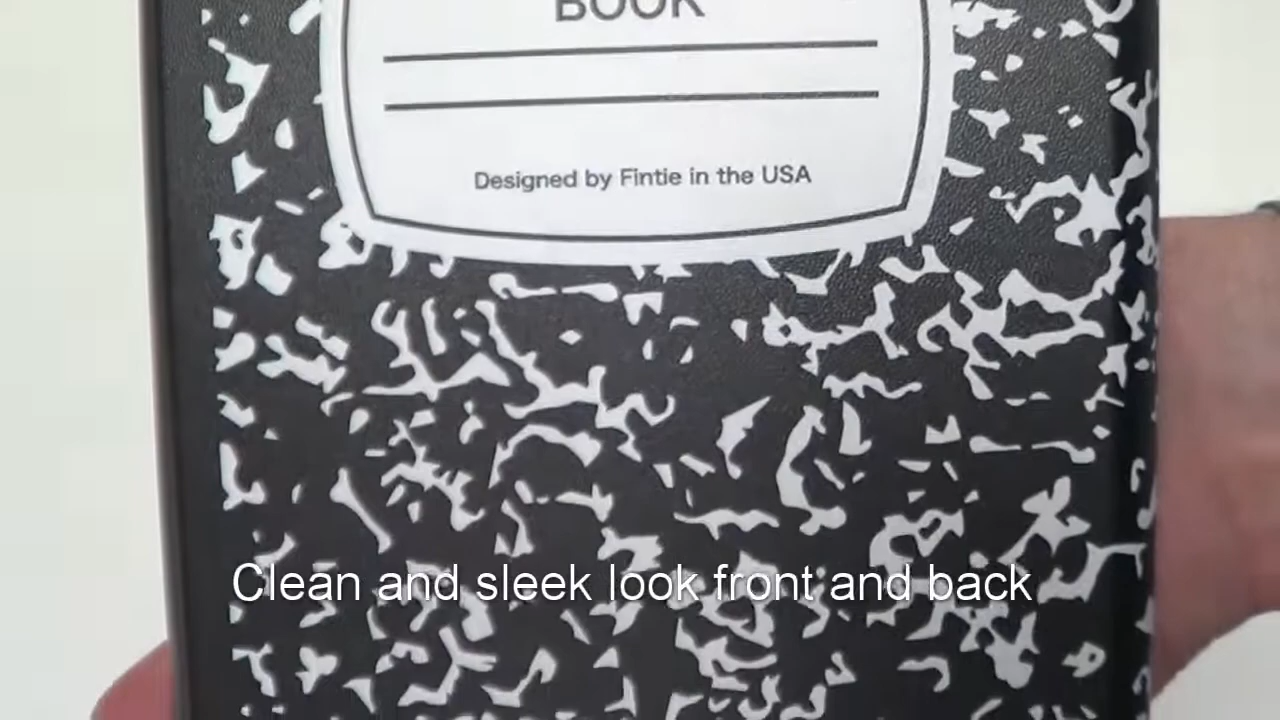 BOOK
Designed by Fintie in the USA
Clean and sleek look front and back